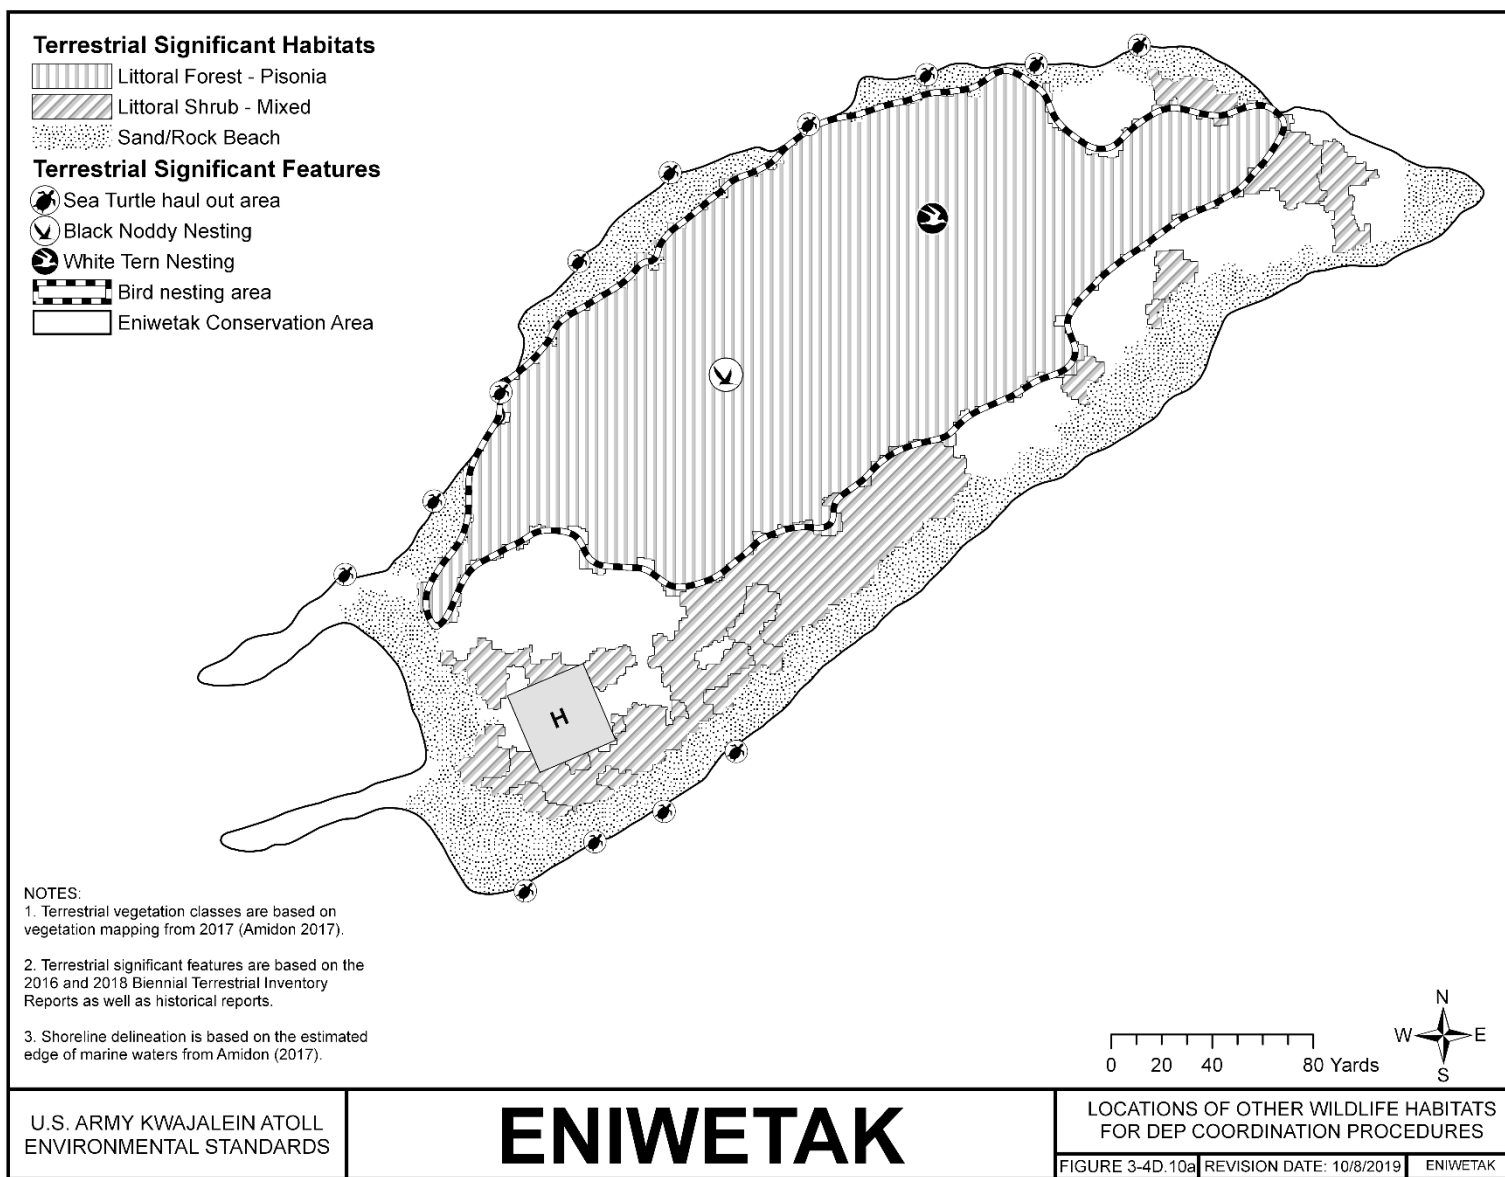 Terrestrial Significant Habitats
Littoral Forest - Pisonia
Littoral Shrub - Mixed
Sand/Rock Beach
Terrestrial Significant Features
Sea Turtle haul out area
Black Noddy Nesting
White Tern Nesting
Bird nesting area
Eniwetak Conservation Area
H
NOTES:
1. Terrestrial vegetation classes are based on
vegetation mapping from 2017 (Amidon 2017).
2. Terrestrial significant features are based on the
2016 and 2018 Biennial Terrestrial Inventory
Reports as well as historical reports.
3. Shoreline delineation is based on the estimated
edge of marine waters from Amidon (2017).
0 20 40 80 Yards
N
W E
S
U.S. ARMY KWAJALEIN ATOLL
ENVIRONMENTAL STANDARDS
ENIWETAK
LOCATIONS OF OTHER WILDLIFE HABITATS
FOR DEP COORDINATION PROCEDURES
FIGURE 3-4D.10a REVISION DATE: 10/8/2019 ENIWETAK